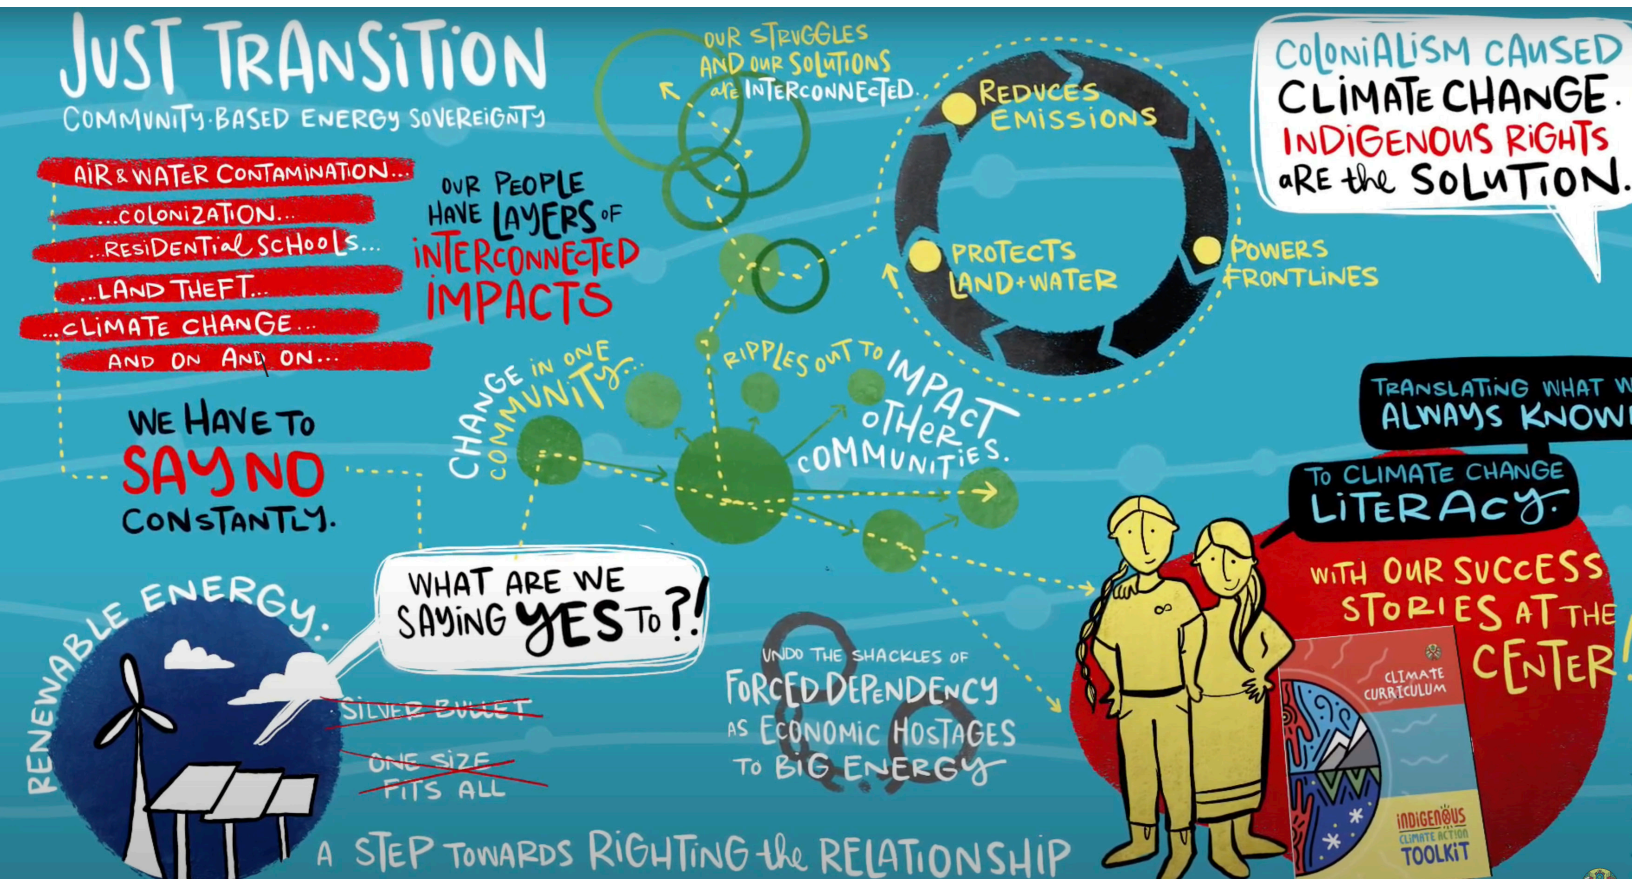 JUST TRANSITION
COMMUNITY-BASED ENERGY SOVEREIGNTY
AIR & WATER CONTAMINATION...
...COLONIZATION...
...RESIDENTIAL SCHOOLS...
...LAND THEFT...
...CLIMATE CHANGE...
AND ON AND ON...
OUR PEOPLE
HAVE LAYERS OF
INTERCONNECTED
IMPACTS
WE HAVE TO
SAY NO
CONSTANTLY.
OUR STRUGGLES
AND OUR SOLUTIONS
are INTERCONNECTED.
REDUCES
EMISSIONS
PROTECTS
LAND+WATER
POWERS
FRONTLINES
COLONIALISM CAUSED
CLIMATE CHANGE.
INDIGENOUS RIGHTS
ARE the SOLUTION.
CHANGE IN ONE
COMMUNITY...
RIPPLES OUT TO IMPACT
OTHER
COMMUNITIES.
TRANSLATING WHAT
ALWAYS
TO CLIMATE CHANGE
LITERACY.
WITH OUR SUCCESS
STORIES AT THE
CENTER!
CLIMATE
CURRICULUM
INDIGENOUS
CLIMATE ACTION
TOOLKIT
RENEWABLE ENERGY:
WHAT ARE WE
SAYING YES TO?!
SILVER BULLET
ONE SIZE
FITS ALL
UNDO THE SHACKLES OF
FORCED DEPENDENCY
AS ECONOMIC HOSTAGES
TO BIG ENERGY
A STEP TOWARDS RIGHTING the RELATIONSHIP